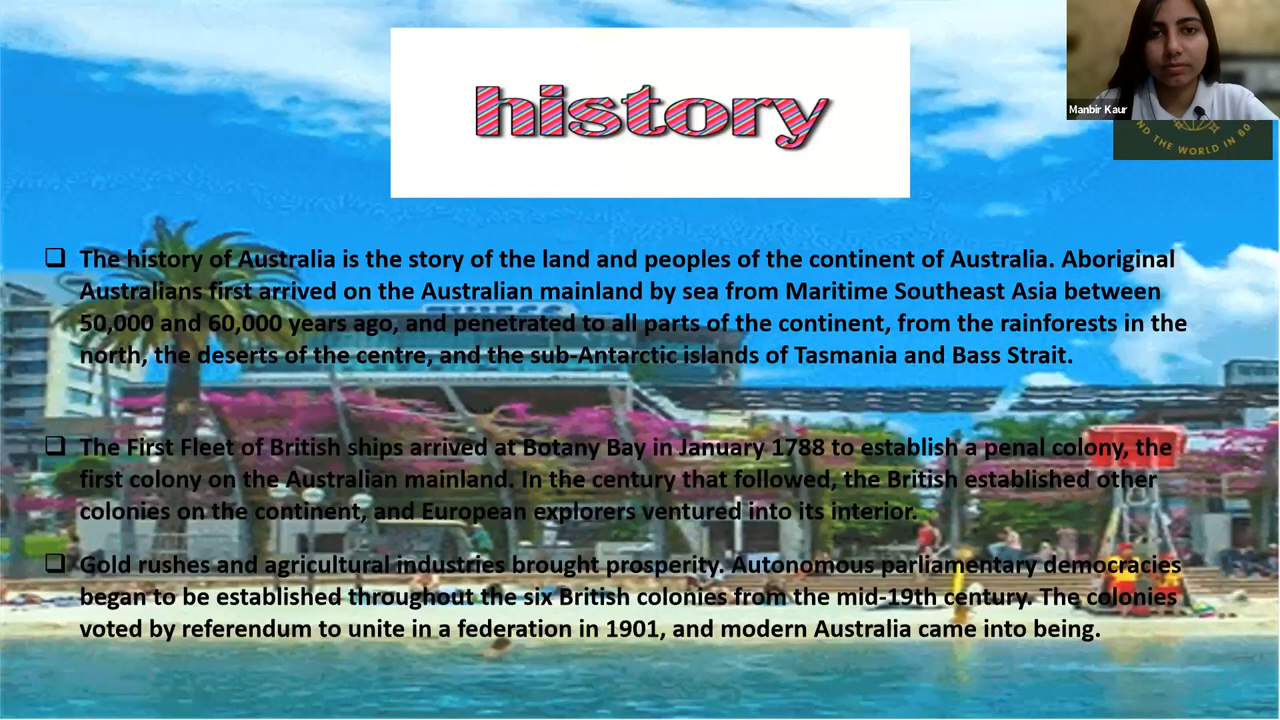 history
Manbir Kaur
ND THE WORLD IN 60
The history of Australia is the story of the land and peoples of the continent of Australia. Aboriginal
Australians first arrived on the Australian mainland by sea from Maritime Southeast Asia between
50,000 and 60,000 years ago, and penetrated to all parts of the continent, from the rainforests in the
north, the deserts of the centre, and the sub-Antarctic islands of Tasmania and Bass Strait.
The First Fleet of British ships arrived at Botany Bay in January 1788 to establish a penal colony, the
first colony on the Australian mainland. In the century that followed, the British established other
colonies on the continent, and European explorers ventured into its interior.
Gold rushes and agricultural industries brought prosperity. Autonomous parliamentary democracies
began to be established throughout the six British colonies from the mid-19th century. The colonies
voted by referendum to unite in a federation in 1901, and modern Australia came into being.